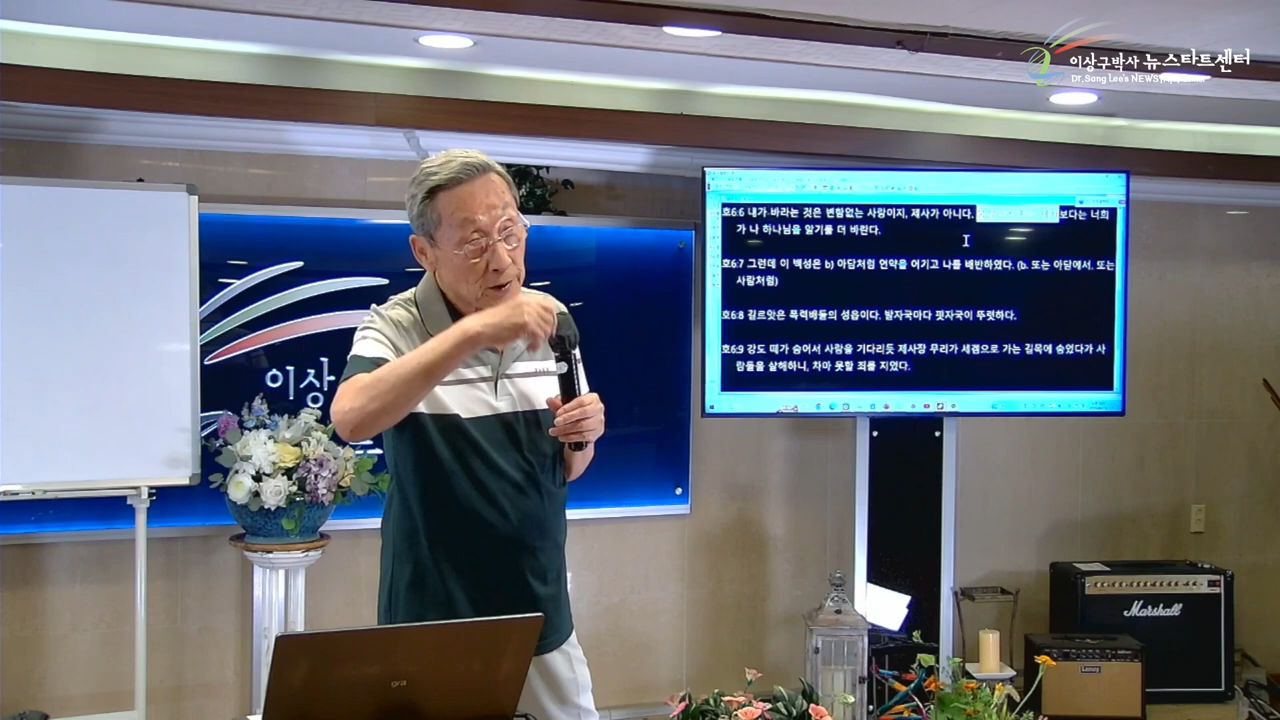 이상구박사 뉴스타트센터
Dr.Sang Lee's NEWSTART Center
호6:6 내가 바라는 것은 변함없는 사랑이지, 제사가 아니다. 보다는 너희
가 나 하나님을 알기를 더 바란다.
호6:7 그런데 이 백성은 b) 아담처럼 언약을 어기고 나를 배반하였다. (b. 또는 아담에서, 또는
사람처럼)
호6:8 길르앗은 폭력배들의 성읍이다. 발자국마다 핏자국이 뚜렷하다.
호6:9 강도 떼가 숨어서 사람을 기다리듯 제사장 무리가 세겜으로 가는 길목에 숨었다가 사
람들을 살해하니, 차마 못할 죄를 지었다.
이상
gra
Marshall
Laney